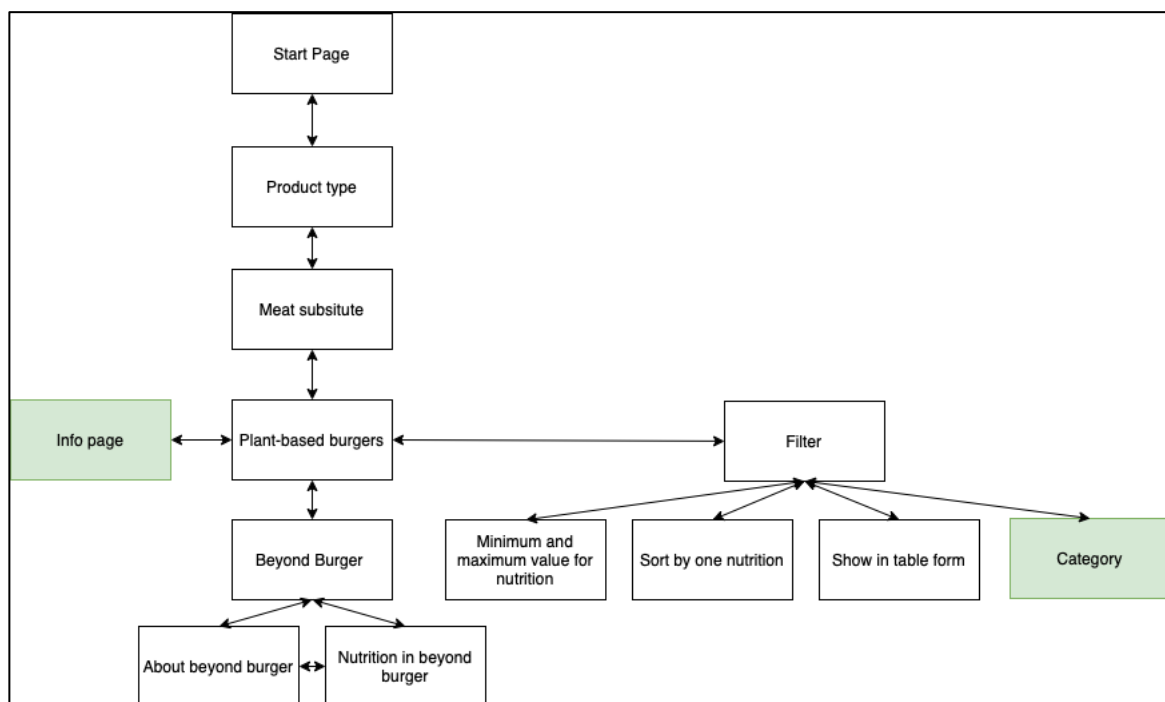 Start Page
Product type
Meat subsitute
Info page
Plant-based burgers
Filter
Beyond Burger
Minimum and
maximum value for
nutrition
Sort by one nutrition
Show in table form
Category
About beyond burger
Nutrition in beyond
burger